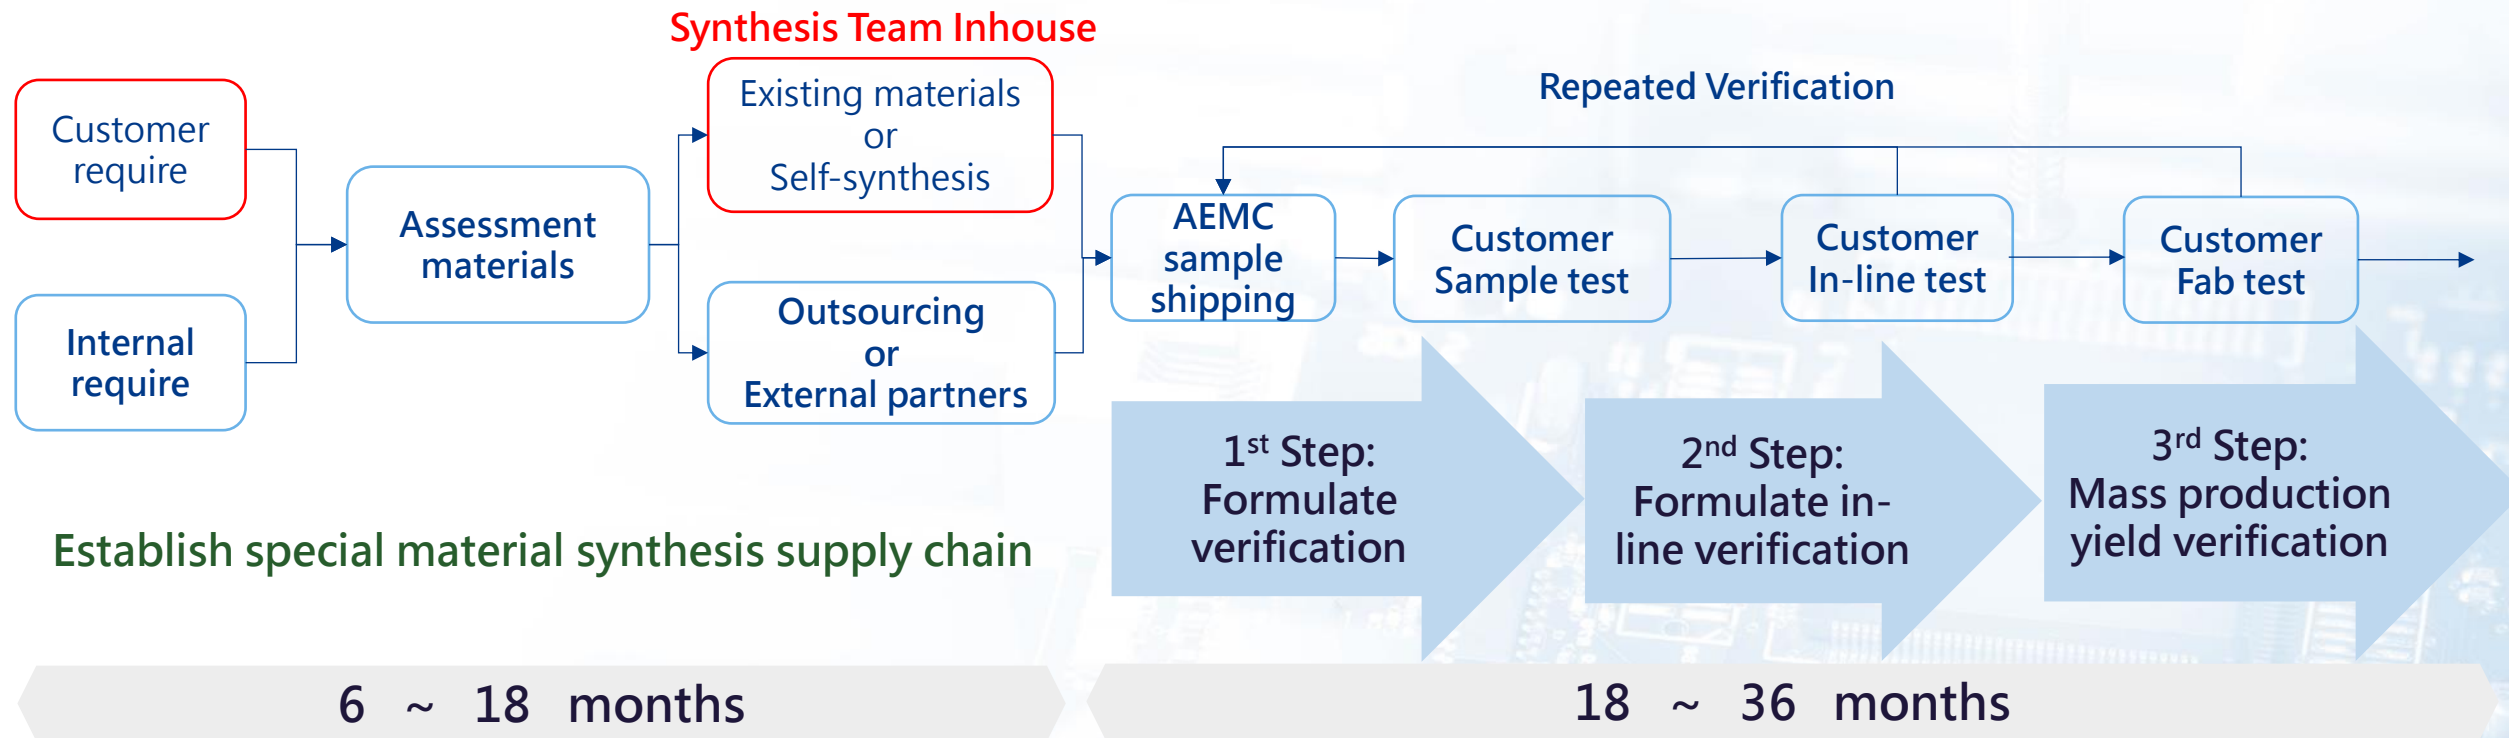 Synthesis Team Inhouse
Customer
require
Internal
require
Assessment
materials
Existing materials
or
Self-synthesis
Outsourcing
or
External partners
Repeated Verification
AEMC
sample
shipping
Customer
Sample test
Customer
In-line test
Customer
Fab test
1st Step:
Formulate
verification
2nd Step:
Formulate in-
line verification
3rd Step:
Mass production
yield verification
Establish special material synthesis supply chain
6 ~ 18 months
18 ~ 36 months